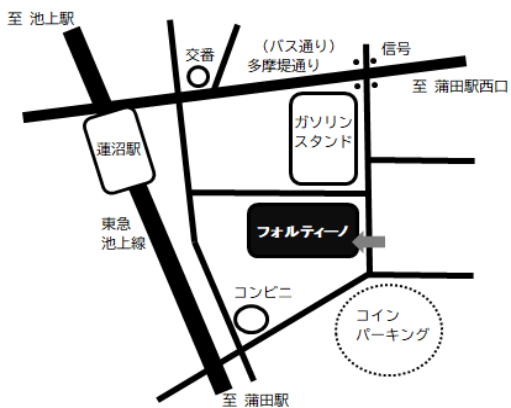 至 池上駅
交番
（バス通り）
多摩堤通り
信号
至 蒲田駅西口
ガソリン
スタンド
蓮沼駅
東急
池上線
フォルティーノ
コンビニ
コイン
パーキング
至 蒲田駅